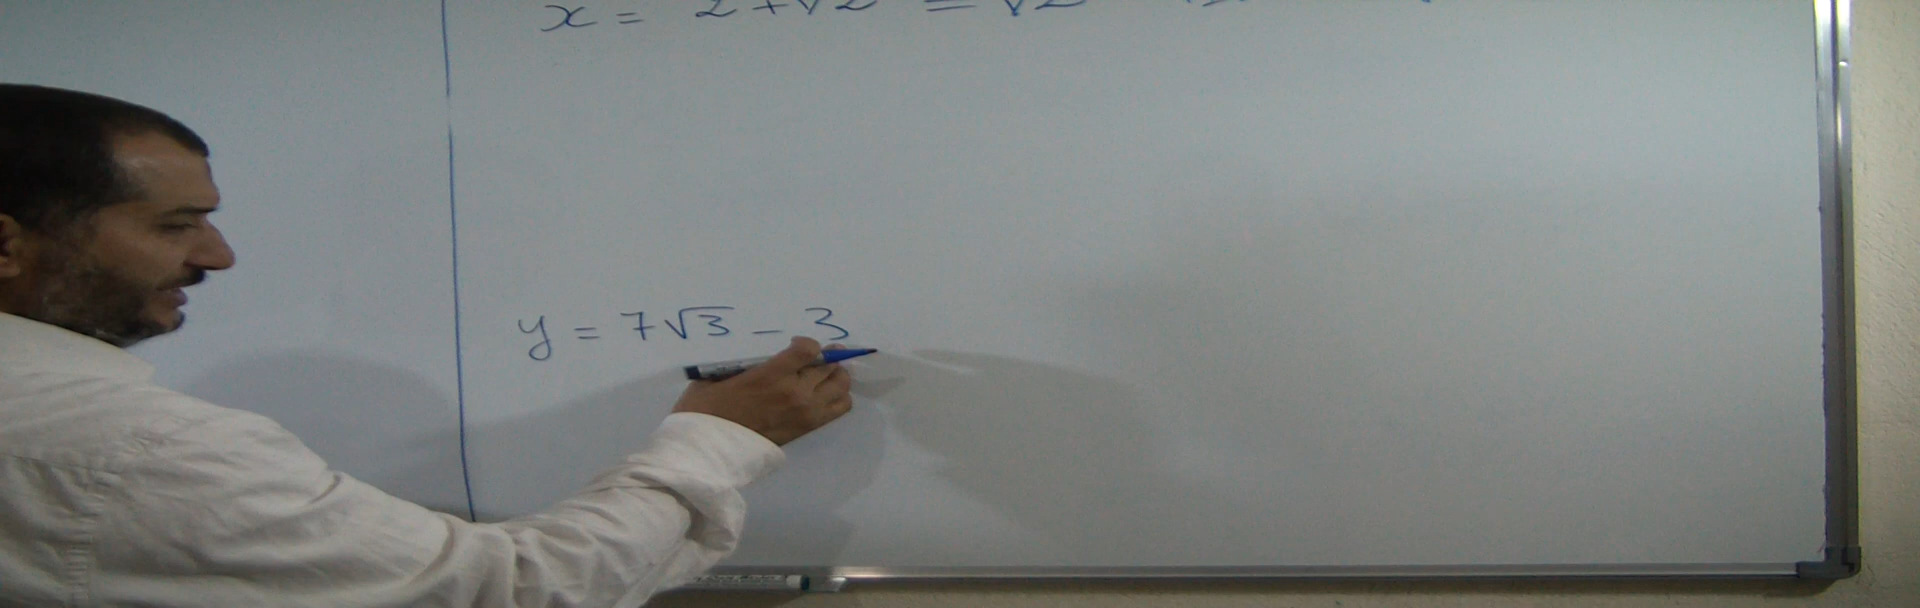 x = 2 + √2 = √2
y = 7√3 - 3